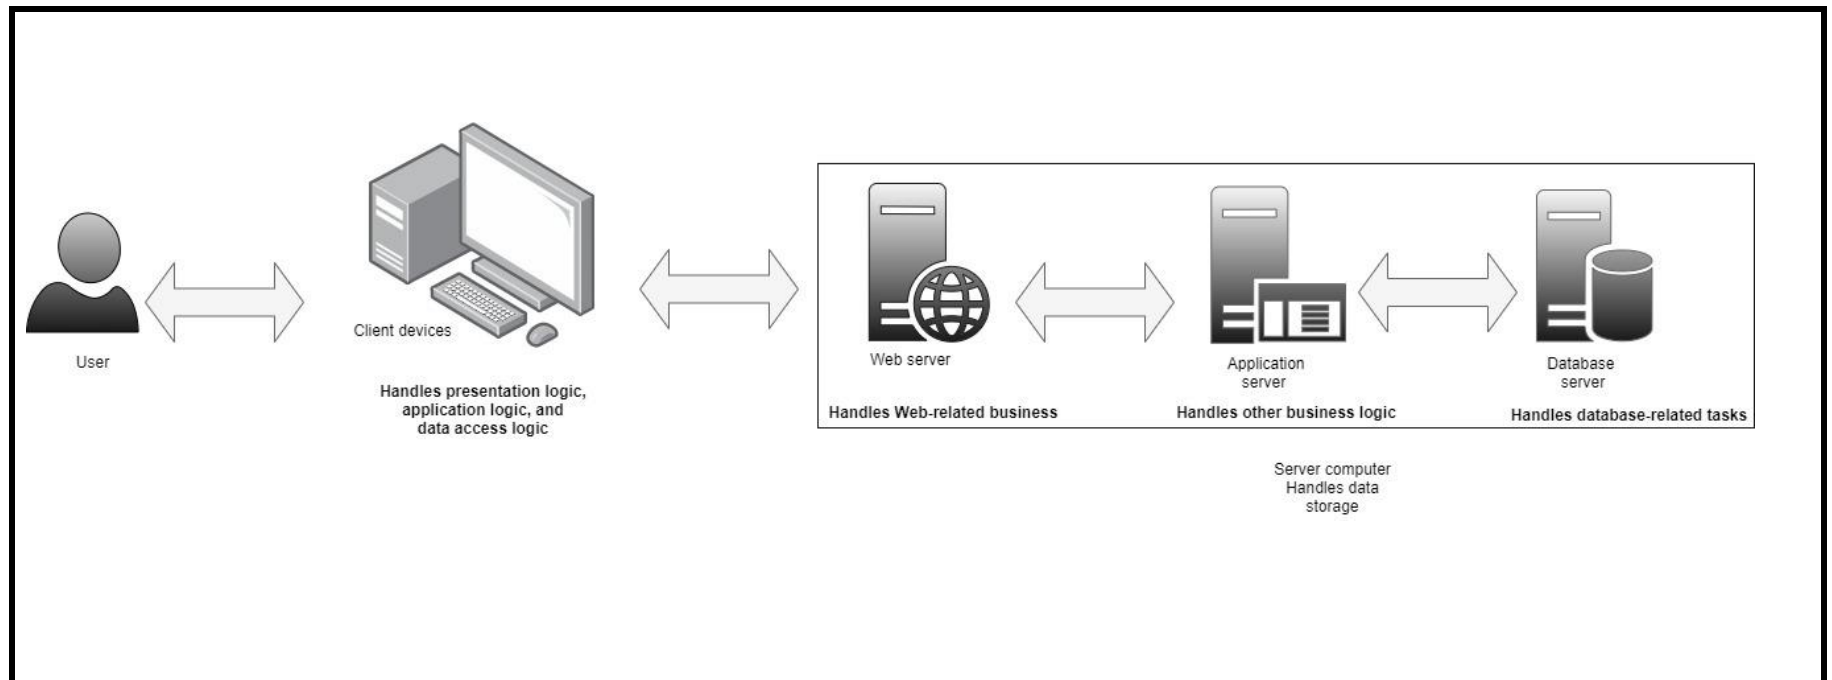 User
Client devices
Handles presentation logic,
application logic, and
data access logic
Web server
Handles Web-related business
Application
server
Handles other business logic
Database
server
Handles database-related tasks
Server computer
Handles data
storage